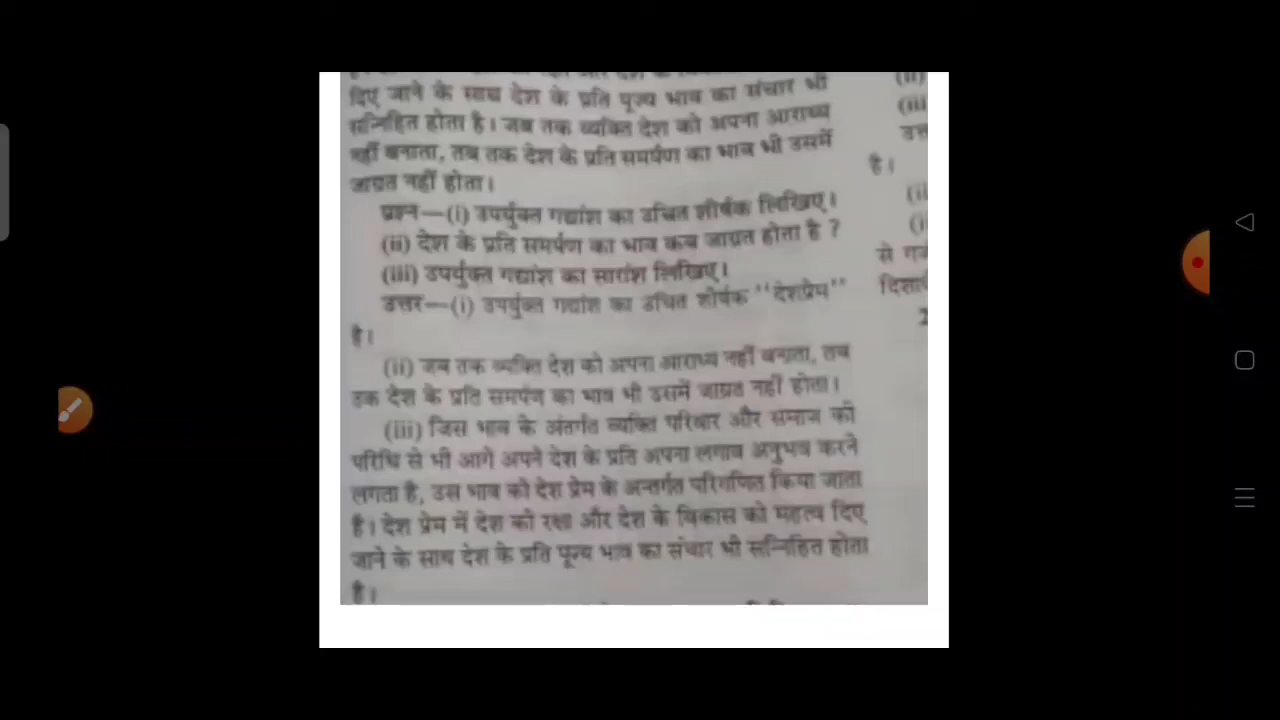 दिए जाने के साथ देश के प्रति पूज्य भाव का संचार भी
सन्निहित होता है। जब तक व्यक्ति देश को अपना आराध्य
नहीं बनाता, तब तक देश के प्रति समर्पण का भाव भी उसमें
जाग्रत नहीं होता।
प्रश्न—(i) उपर्युक्त गद्यांश का उचित शीर्षक लिखिए।
(ii) देश के प्रति समर्पण का भाव कब जाग्रत होता है ?
(iii) उपर्युक्त गद्यांश का सारांश लिखिए।
उत्तर—(i) उपर्युक्त गद्यांश का उचित शीर्षक ''देशप्रेम''
है।
(ii) जब तक व्यक्ति देश को अपना आराध्य नहीं बनाता, तब
तक देश के प्रति समर्पण का भाव भी उसमें जाग्रत नहीं होता।
(iii) जिस भाव के अंतर्गत व्यक्ति परिवार और समाज की
परिधि से भी आगे अपने देश के प्रति अपना लगाव अनुभव करने
लगता है, उस भाव को देश प्रेम के अन्तर्गत परिगणित किया जाता
है। देश प्रेम में देश की रक्षा और देश के विकास को महत्व दिए
जाने के साथ देश के प्रति पूज्य भाव का संचार भी सन्निहित होता
है।
(ii)
(iii
है।
से